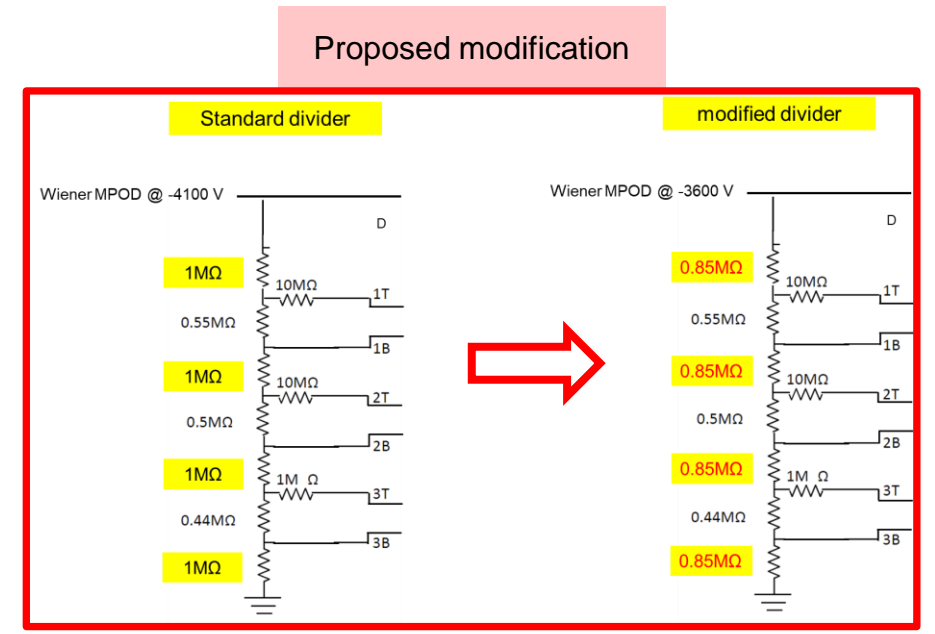 Proposed modification
Standard divider
modified divider
Wiener MPOD @ -4100 V
D
1MΩ
10MΩ
1T
0.55MΩ
1B
1MΩ
10MΩ
2T
0.5MΩ
2B
1MΩ
1M Ω
3T
0.44MΩ
3B
1MΩ
Wiener MPOD @ -3600 V
D
0.85MΩ
10MΩ
1T
0.55MΩ
1B
0.85MΩ
10MΩ
2T
0.5MΩ
2B
0.85MΩ
1M Ω
3T
0.44MΩ
3B
0.85MΩ